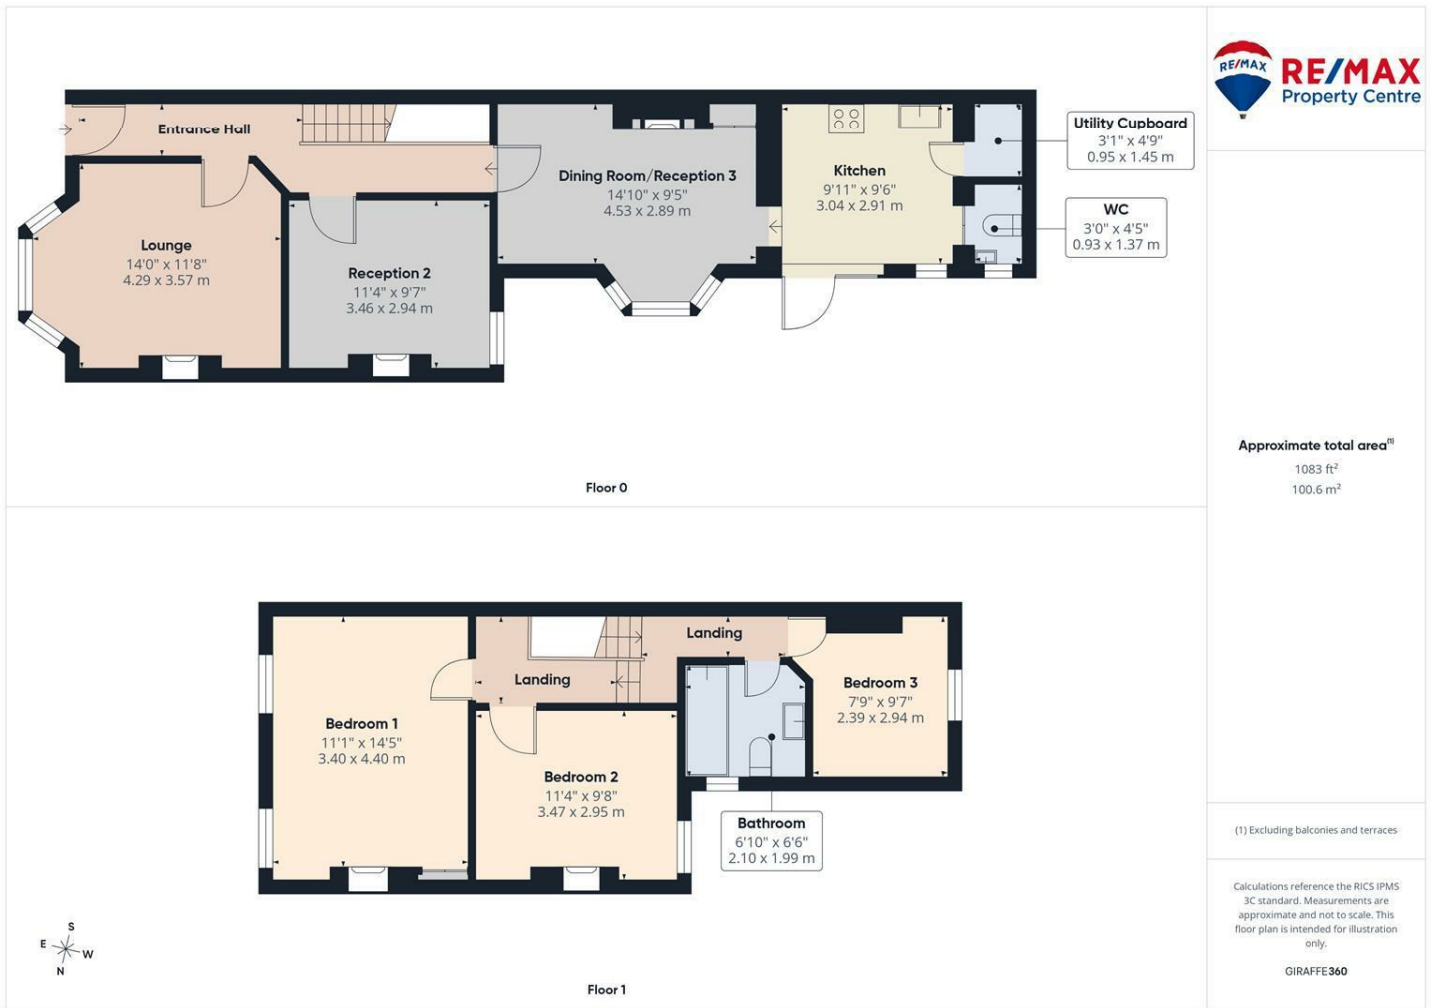 RE/MAX
RE/MAX
Property Centre
Entrance Hall
Lounge
14'0" x 11'8"
4.29 x 3.57 m
Reception 2
11'4" x 9'7"
3.46 x 2.94 m
Dining Room/Reception 3
14'10" x 9'5"
4.53 x 2.89 m
Kitchen
9'11" x 9'6"
3.04 x 2.91 m
Utility Cupboard
3'1" x 4'9"
0.95 x 1.45 m
WC
3'0" x 4'5"
0.93 x 1.37 m
Floor 0
Approximate total area(1)
1083 ft²
100.6 m²
Landing
Landing
Bedroom 1
11'1" x 14'5"
3.40 x 4.40 m
Bedroom 2
11'4" x 9'8"
3.47 x 2.95 m
Bedroom 3
7'9" x 9'7"
2.39 x 2.94 m
Bathroom
6'10" x 6'6"
2.10 x 1.99 m
S
E
W
N
Floor 1
(1) Excluding balconies and terraces
Calculations reference the RICS IPMS
3C standard. Measurements are
approximate and not to scale. This
floor plan is intended for illustration
only.
GIRAFFE360